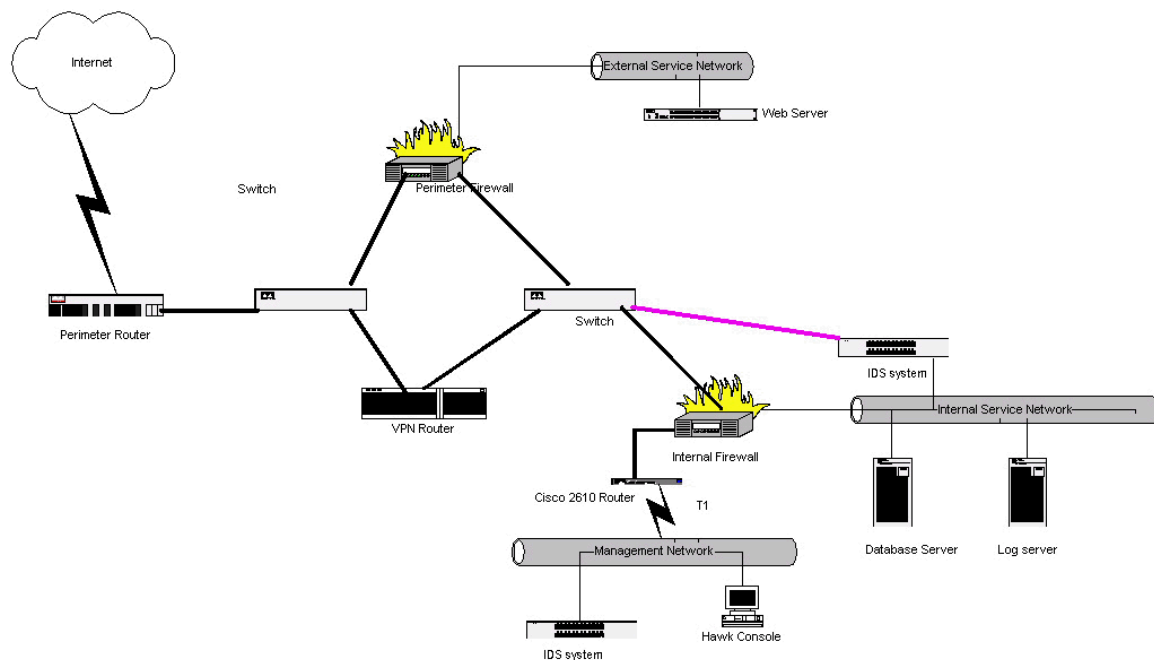 Internet
External Service Network
Web Server
Switch
Perimeter Firewall
Perimeter Router
Switch
IDS system
VPN Router
Internal Service Network
Internal Firewall
Cisco 2610 Router
T1
Database Server
Log server
Management Network
Hawk Console
IDS system